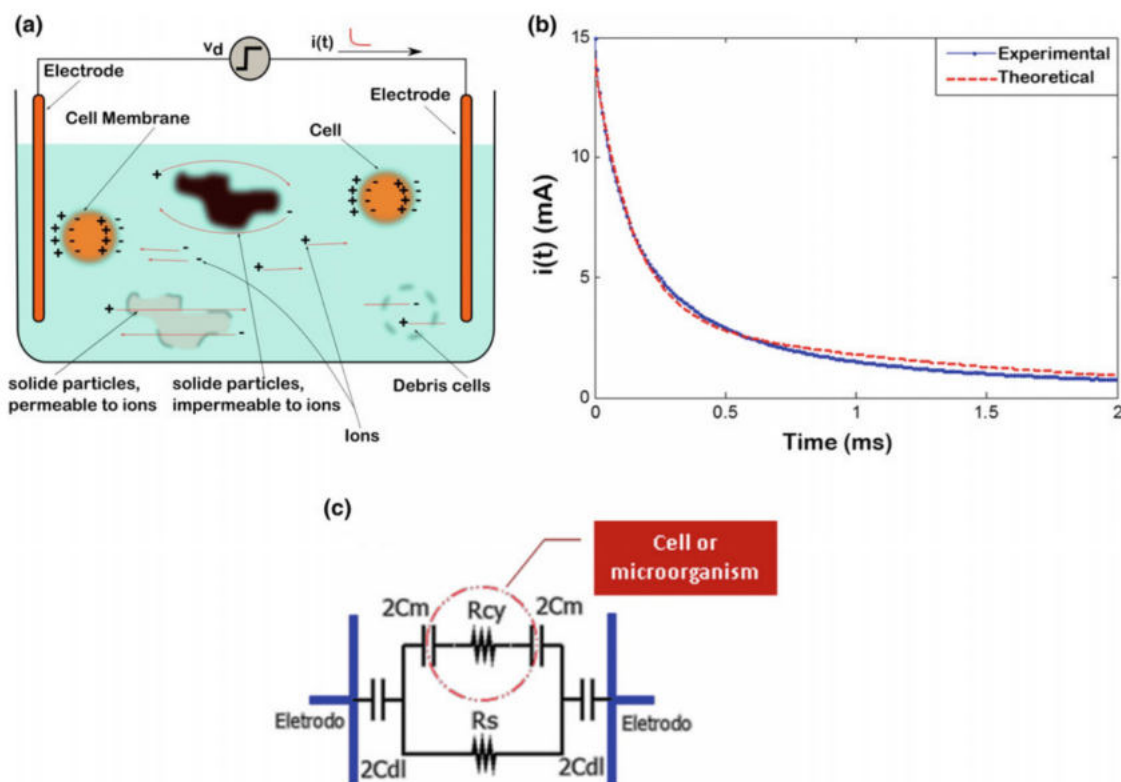 (a)
vd
i(t)
Electrode
Electrode
Cell Membrane
Cell
solide particles,
permeable to ions
solide particles,
impermeable to ions
Debris cells
Ions
(b)
15
10
5
0
0
0.5
1
1.5
2
i(t) (mA)
Time (ms)
Experimental
Theoretical
(c)
Cell or
microorganism
2Cm
Rcy
2Cm
Eletrodo
Rs
Eletrodo
2Cdl
2Cdl